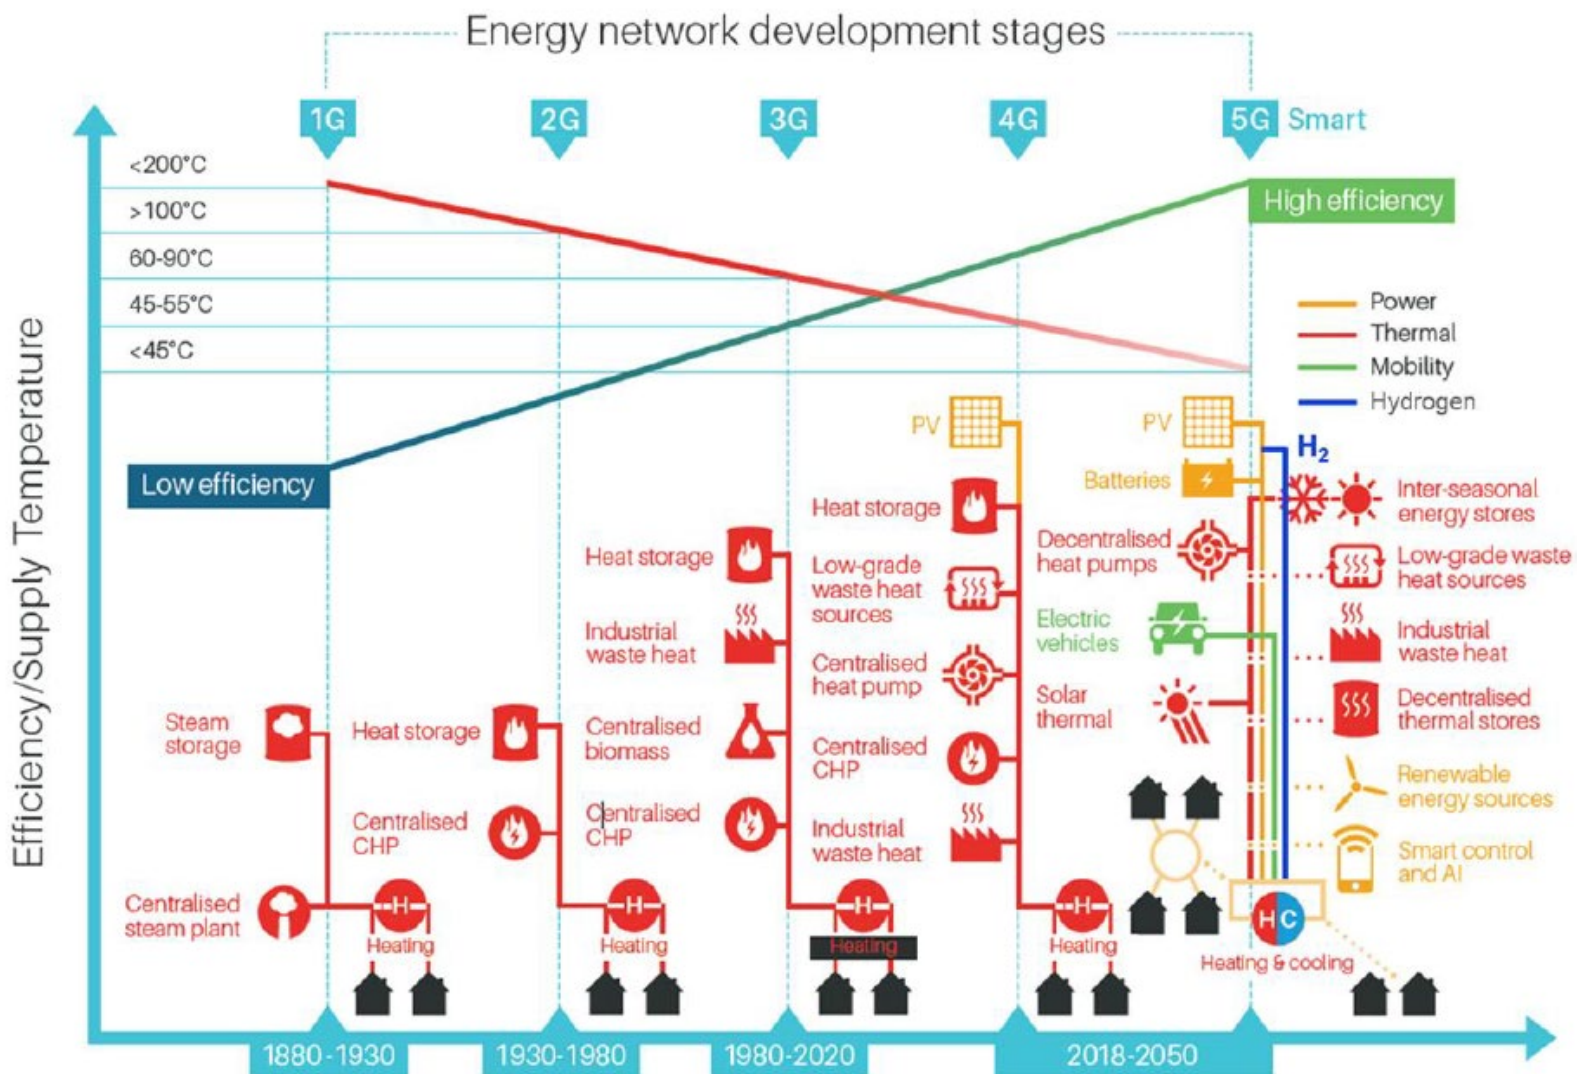 Energy network development stages
1G
2G
3G
4G
5G Smart
<200°C
>100°C
60-90°C
45-55°C
<45°C
Efficiency/Supply Temperature
High efficiency
Low efficiency
Power
Thermal
Mobility
Hydrogen
Steam
storage
Centralised
steam plant
H
Heating
Heat storage
Centralised
CHP
H
Heating
Heat storage
Industrial
waste heat
Centralised
biomass
Centralised
CHP
H
Heating
PV
Heat storage
Low-grade
waste heat
sources
Centralised
heat pump
Centralised
CHP
Industrial
waste heat
H
Heating
PV
Batteries
Decentralised
heat pumps
Electric
vehicles
Solar
thermal
H₂
Inter-seasonal
energy stores
Low-grade waste
heat sources
Industrial
waste heat
Decentralised
thermal stores
Renewable
energy sources
Smart control
and AI
H C
Heating & cooling
1880-1930
1930-1980
1980-2020
2018-2050